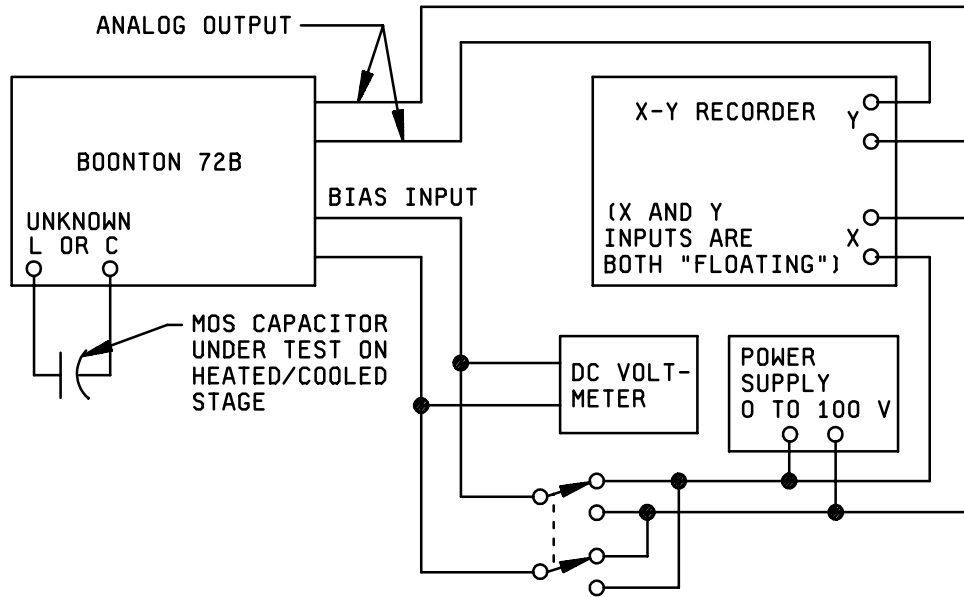 ANALOG OUTPUT
BOONTON 72B
UNKNOWN
L OR C
BIAS INPUT
X-Y RECORDER
Y
(X AND Y
INPUTS ARE
BOTH "FLOATING")
X
MOS CAPACITOR
UNDER TEST ON
HEATED/COOLED
STAGE
DC VOLT-
METER
POWER
SUPPLY
0 TO 100 V